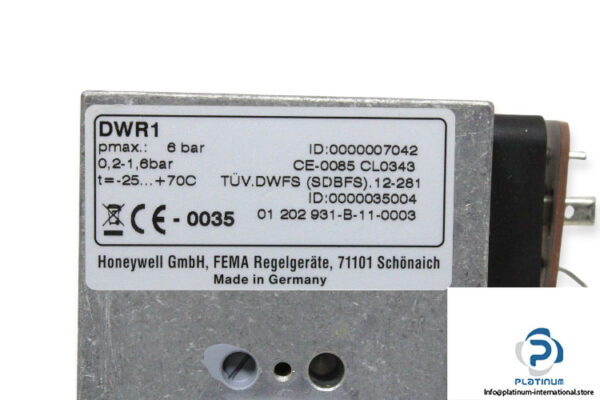 DWR1
pmax.: 6 bar ID:0000007042
0,2-1,6bar CE-0085 CL0343
t=-25...+70C TÜV.DWFS (SDBFS).12-281
ID:0000035004
CE - 0035 01 202 931-B-11-0003
Honeywell GmbH, FEMA Regelgeräte, 71101 Schönaich
Made in Germany
PLATINUM
Info@platinum-international.store